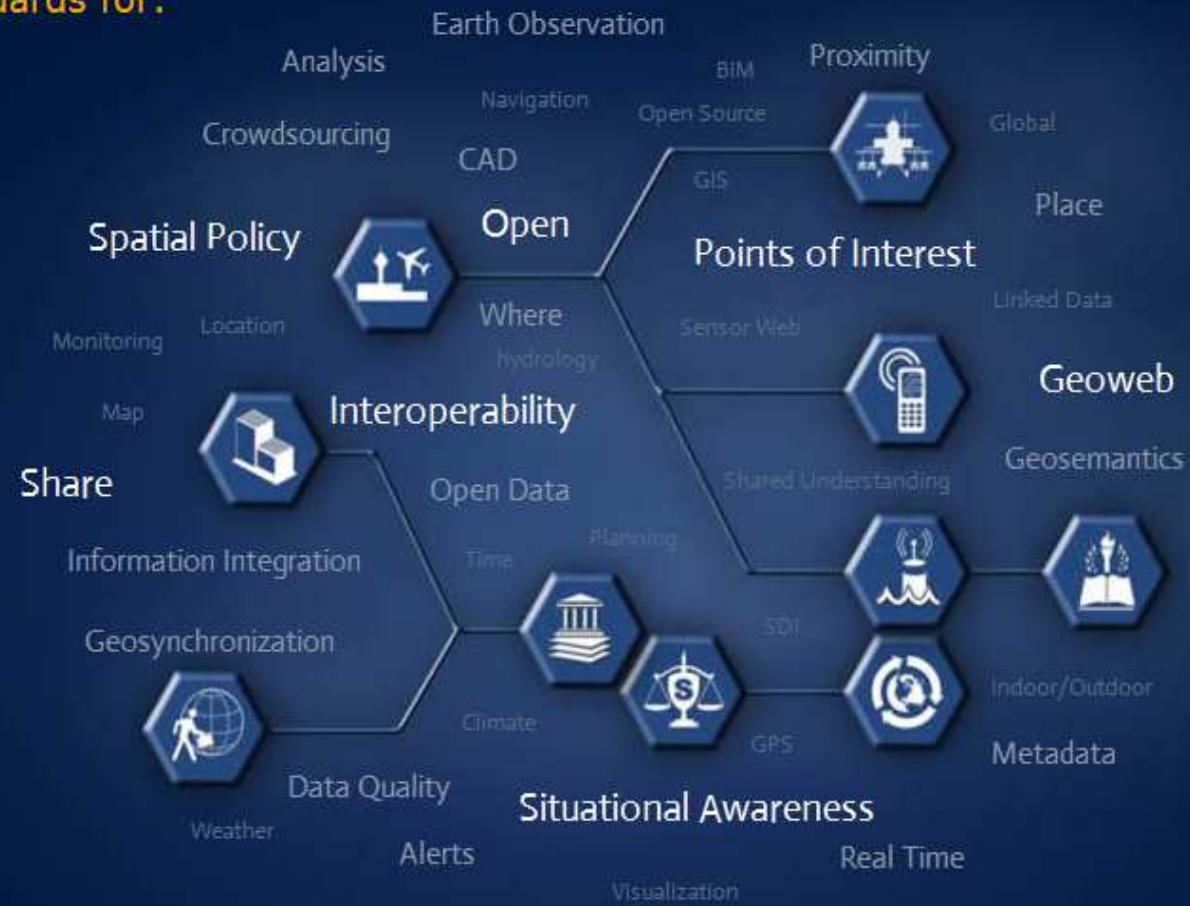 Earth Observation
Analysis
BIM
Proximity
Navigation
Open Source
Global
Crowdsourcing
CAD
GIS
Place
Open
Spatial Policy
Points of Interest
Linked Data
Where
Location
Sensor Web
Monitoring
hydrology
Geoweb
Map
Interoperability
Geosemantics
Share
Open Data
Shared Understanding
Planning
Information Integration
Time
SDI
Geosynchronization
S
Indoor/Outdoor
Climate
GPS
Metadata
Data Quality
Situational Awareness
Weather
Alerts
Real Time
Visualization